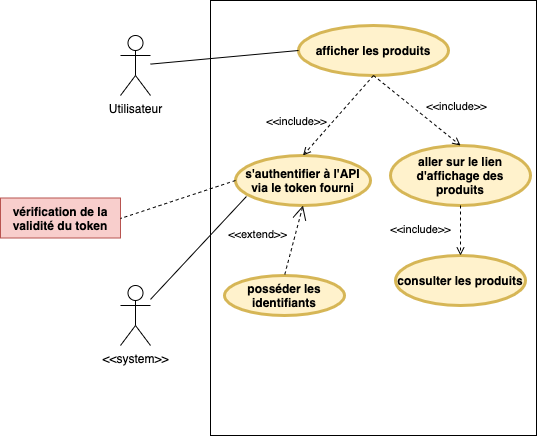 afficher les produits
Utilisateur
<<include>>
<<include>>
s'authentifier à l'API
via le token fourni
aller sur le lien
d'affichage des
produits
vérification de la
validité du token
<<extend>>
<<include>>
posséder les
identifiants
consulter les produits
<<system>>